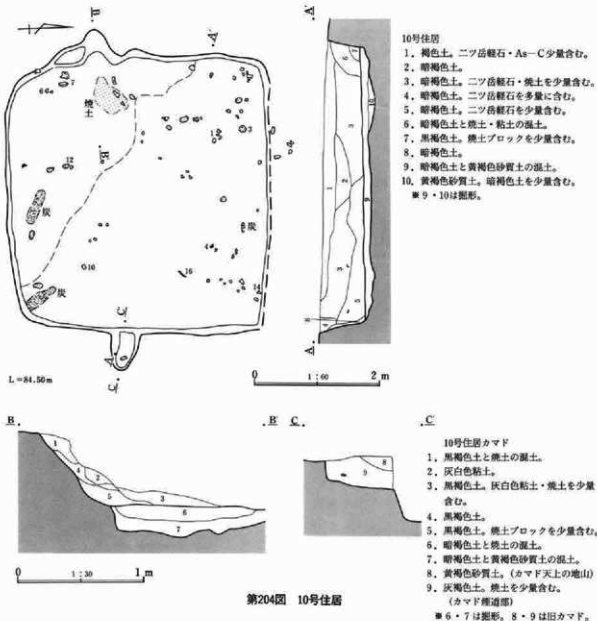 10号住居
1．褐色土。二ツ岳軽石・As―C少量含む。
2．暗褐色土。
3．暗褐色土。二ツ岳軽石・焼土を少量含む。
4．暗褐色土。二ツ岳軽石を多量に含む。
5．暗褐色土。二ツ岳軽石を少量含む。
6．暗褐色土と焼土・粘土の混土。
7．黒褐色土。焼土ブロックを少量含む。
8．暗褐色土。
9．暗褐色土と黄褐色砂質土の混土。
10．黄褐色砂質土。暗褐色土を少量含む。
※9・10は掘形。
B
A′
焼土
7
6
1
3
B′
12
炭
炭
10
16
炭
14
C
A
C′
L=84.50m
0 1:60 2m
A′
A
B B′ C C′
0 1:30 1m
10号住居カマド
1．黒褐色土と焼土の混土。
2．灰白色粘土。
3．黒褐色土。灰白色粘土・焼土を少量
含む。
4．黒褐色土。
5．黒褐色土。焼土ブロックを少量含む。
6．暗褐色土と焼土の混土。
7．暗褐色土と黄褐色砂質土の混土。
8．黄褐色砂質土。(カマド天上の地山)
9．灰褐色土。焼土を少量含む。
(カマド煙道部)
※6・7は掘形。8・9は旧カマド。
第204図 10号住居